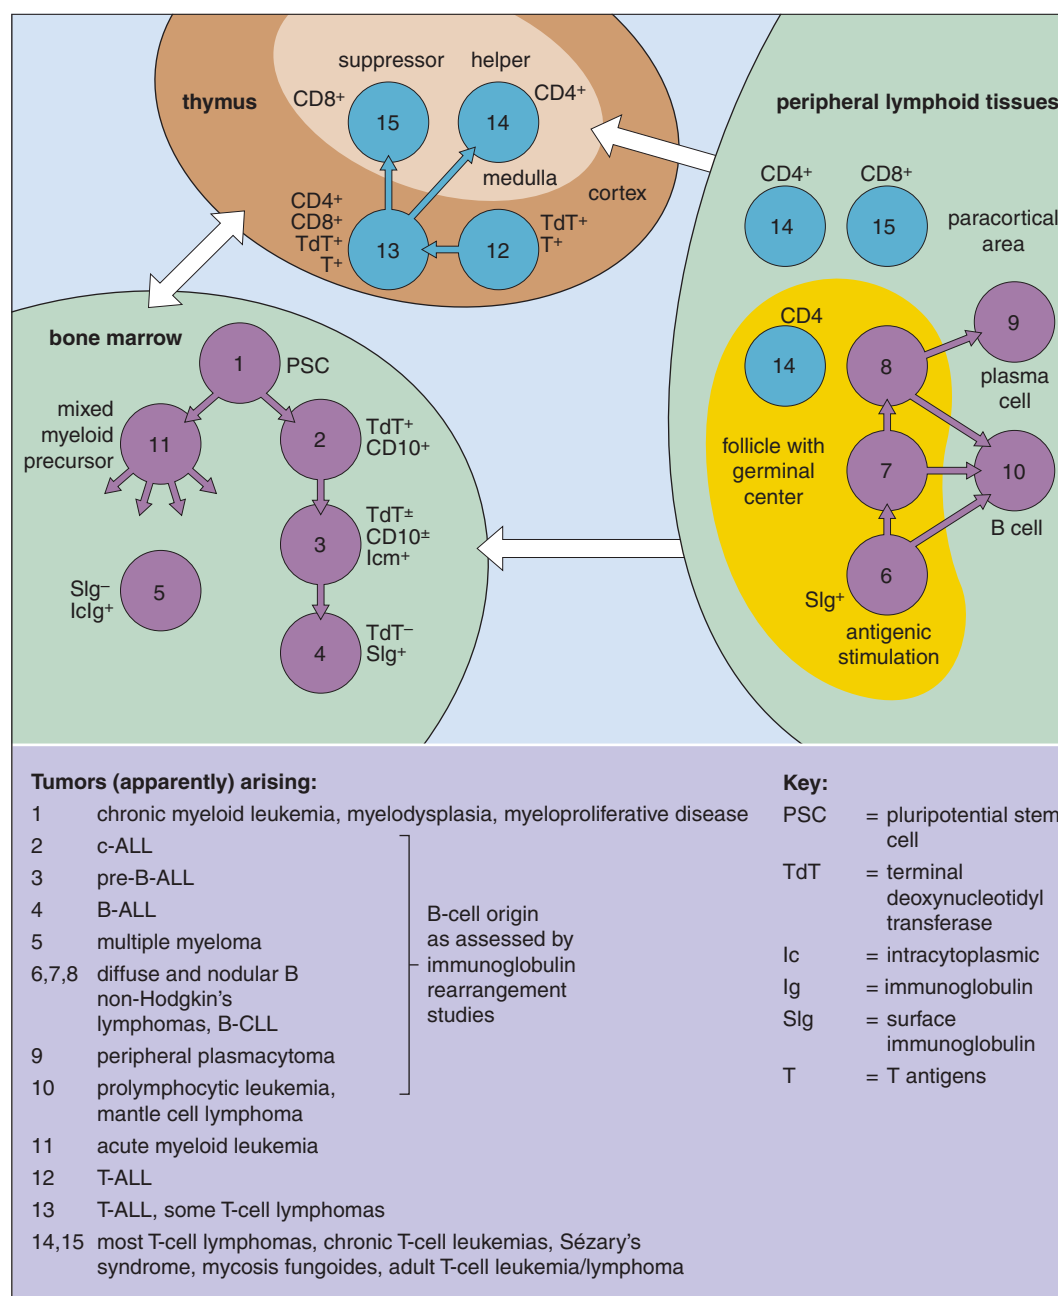 suppressor
helper
thymus
CD8+
CD4+
15
14
peripheral lymphoid tissues
medulla
cortex
CD4+
CD8+
TdT+
T+
13
12
TdT+
T+
CD4+
CD8+
14
15
paracortical
area
bone marrow
1
PSC
mixed
myeloid
precursor
11
2
TdT+
CD10+
3
TdT±
CD10±
Icm+
SIg–
IcIg+
5
4
TdT–
SIg+
CD4
14
8
9
plasma
cell
follicle with
germinal
center
7
10
B cell
6
SIg+
antigenic
stimulation
Tumors (apparently) arising:
1 chronic myeloid leukemia, myelodysplasia, myeloproliferative disease
2 c-ALL
3 pre-B-ALL
4 B-ALL
5 multiple myeloma
6,7,8 diffuse and nodular B
non-Hodgkin's
lymphomas, B-CLL
9 peripheral plasmacytoma
10 prolymphocytic leukemia,
mantle cell lymphoma
B-cell origin
as assessed by
immunoglobulin
rearrangement
studies
11 acute myeloid leukemia
12 T-ALL
13 T-ALL, some T-cell lymphomas
14,15 most T-cell lymphomas, chronic T-cell leukemias, Sézary's
syndrome, mycosis fungoides, adult T-cell leukemia/lymphoma
Key:
PSC = pluripotential stem
cell
TdT = terminal
deoxynucleotidyl
transferase
Ic = intracytoplasmic
Ig = immunoglobulin
SIg = surface
immunoglobulin
T = T antigens